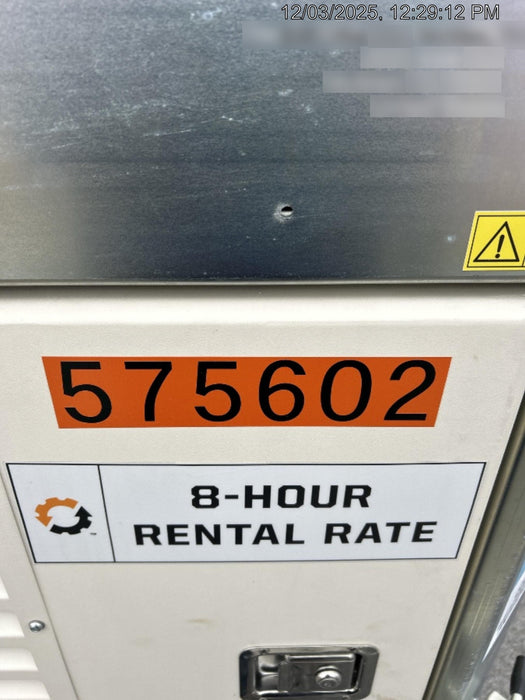 12/03/2025, 12:29:12 PM
575602
8-HOUR
RENTAL RATE